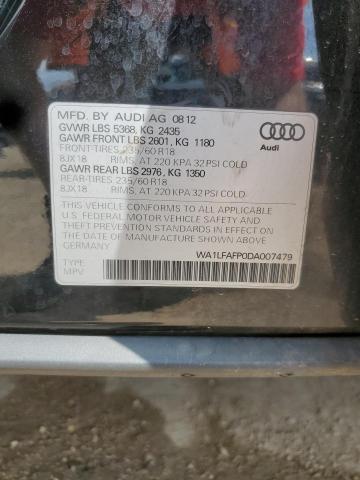 MFD. BY AUDI AG 08 12
GVWR LBS 5368, KG 2435
GAWR FRONT LBS 2601, KG 1180
FRONT-TIRES 235/60 R18
8JX18 RIMS, AT 220 KPA 32 PSI COLD
GAWR REAR LBS 2976, KG 1350
REAR-TIRES 235/60 R18
8JX18 RIMS, AT 220 KPA 32 PSI COLD
Audi
THIS VEHICLE CONFORMS TO ALL APPLICABLE
U.S. FEDERAL MOTOR VEHICLE SAFETY AND
THEFT PREVENTION STANDARDS IN EFFECT ON
THE DATE OF MANUFACTURE SHOWN ABOVE.
GERMANY
WA1LFAFP0DA007479
TYPE:
MPV